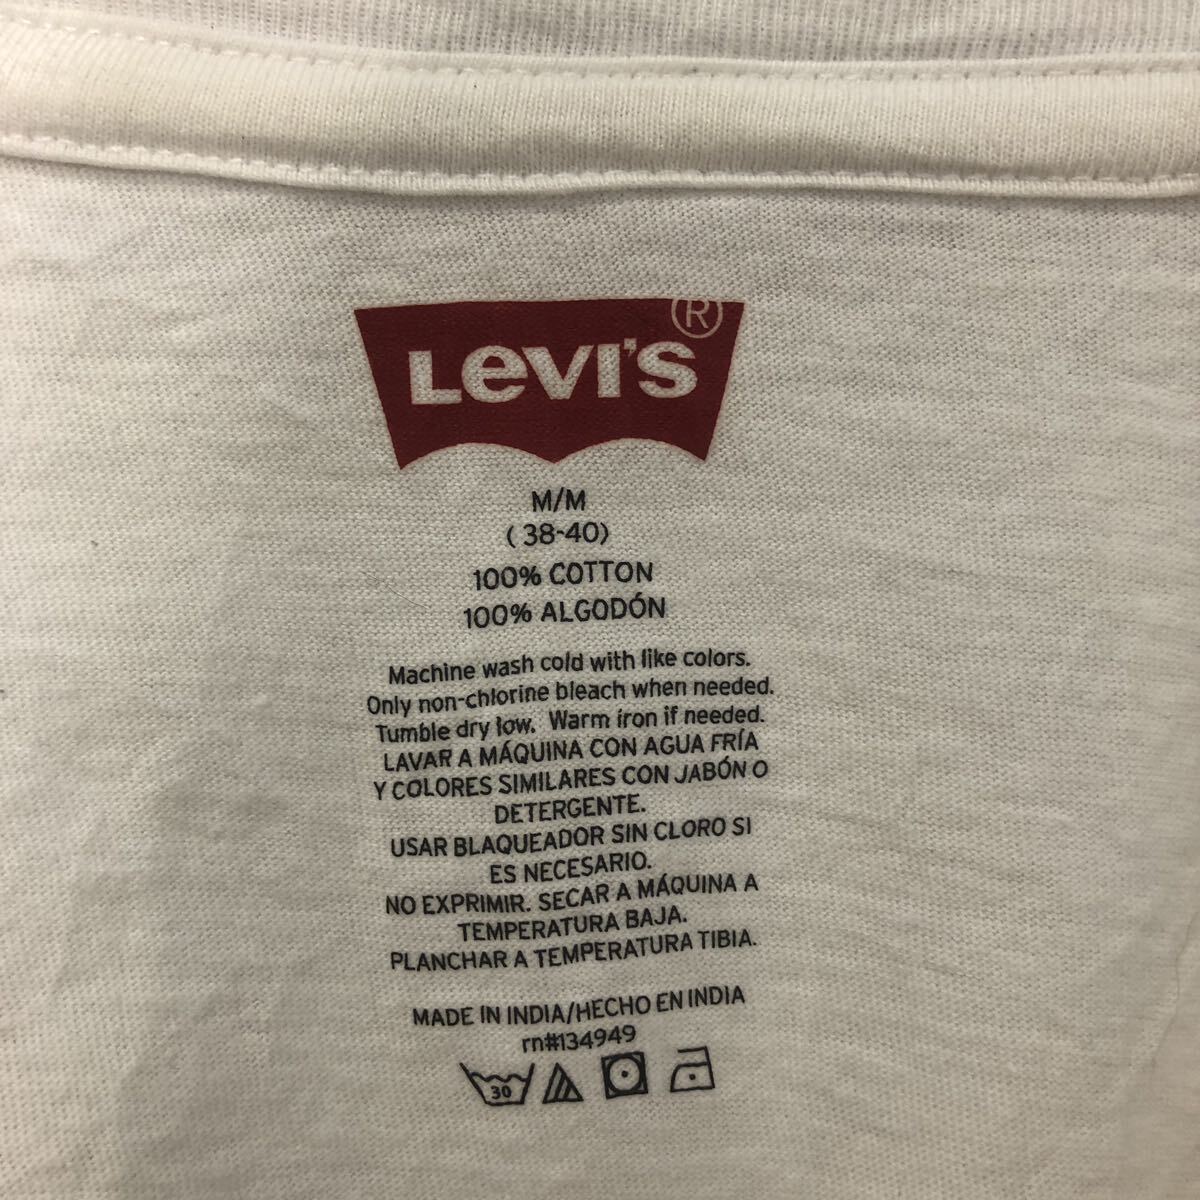 Levi's®
M/M
( 38-40)
100% COTTON
100% ALGODÓN
Machine wash cold with like colors.
Only non-chlorine bleach when needed.
Tumble dry low. Warm iron if needed.
LAVAR A MÁQUINA CON AGUA FRÍA
Y COLORES SIMILARES CON JABÓN O
DETERGENTE.
USAR BLAQUEADOR SIN CLORO SI
ES NECESARIO.
NO EXPRIMIR. SECAR A MÁQUINA A
TEMPERATURA BAJA.
PLANCHAR A TEMPERATURA TIBIA.
MADE IN INDIA/HECHO EN INDIA
rn#134949
30